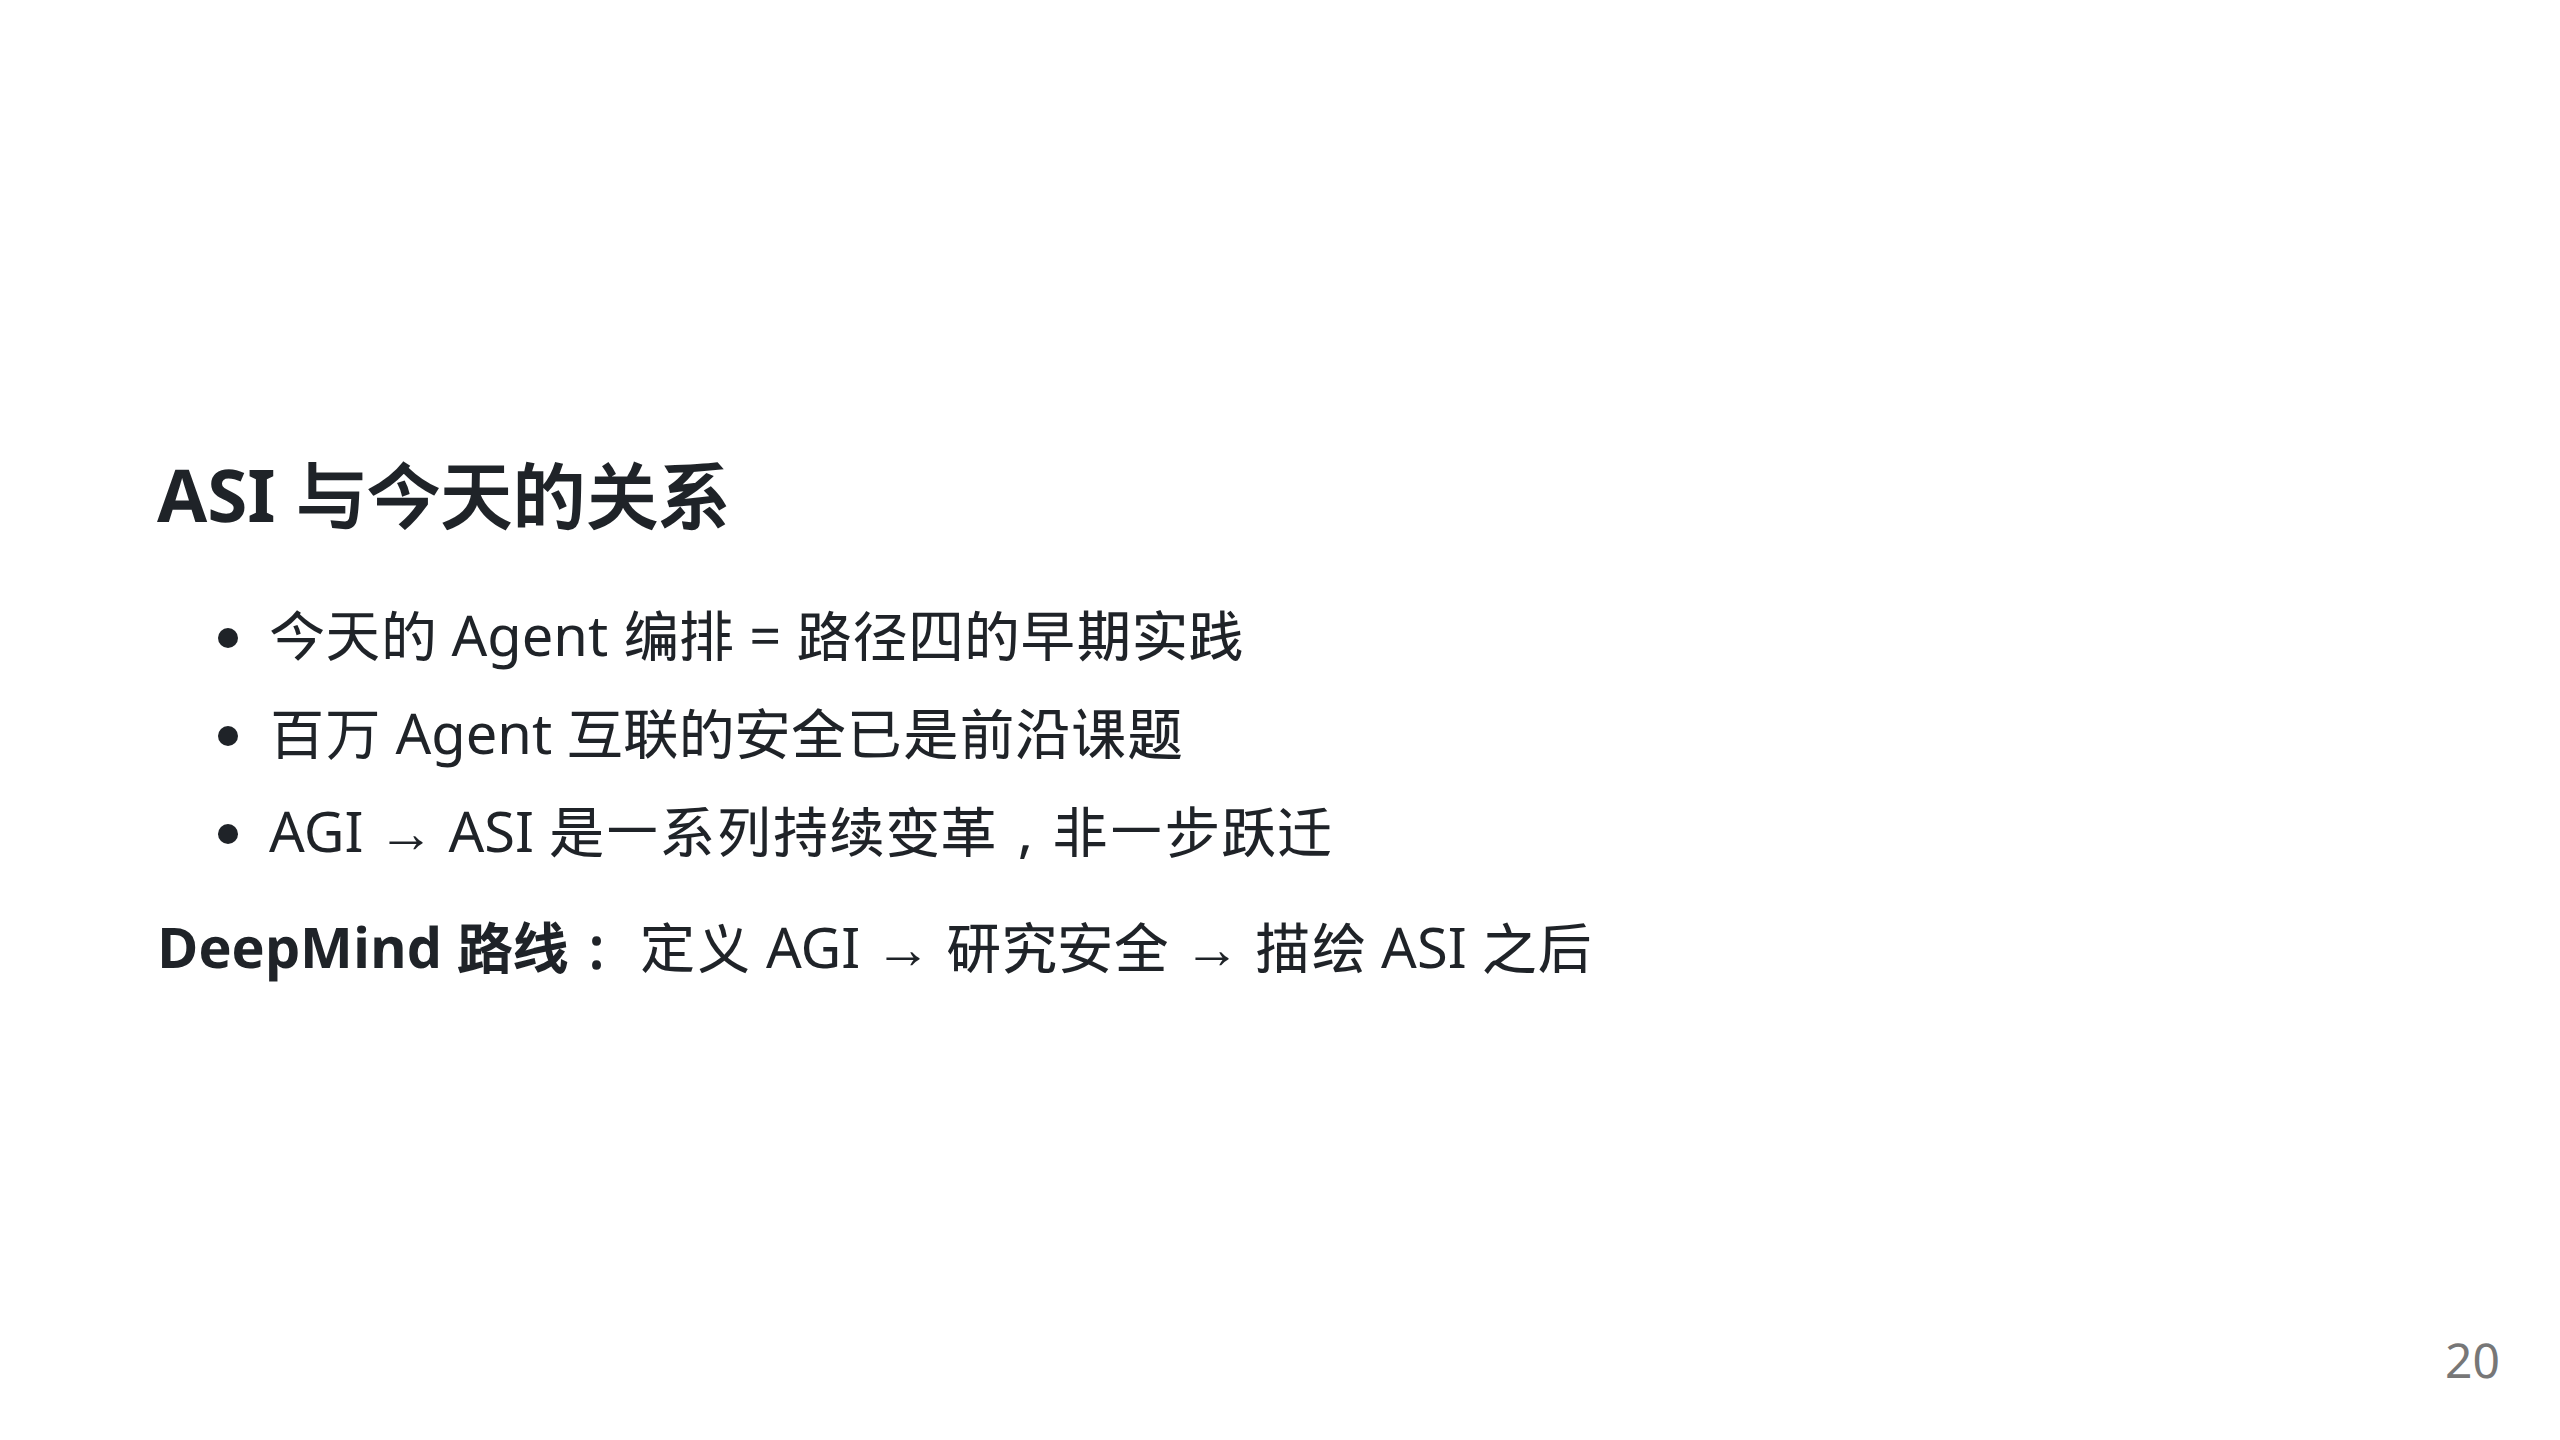 ASI 与今天的关系
• 今天的 Agent 编排 = 路径四的早期实践
• 百万 Agent 互联的安全已是前沿课题
• AGI → ASI 是一系列持续变革，非一步跃迁
DeepMind 路线：定义 AGI → 研究安全 → 描绘 ASI 之后
20